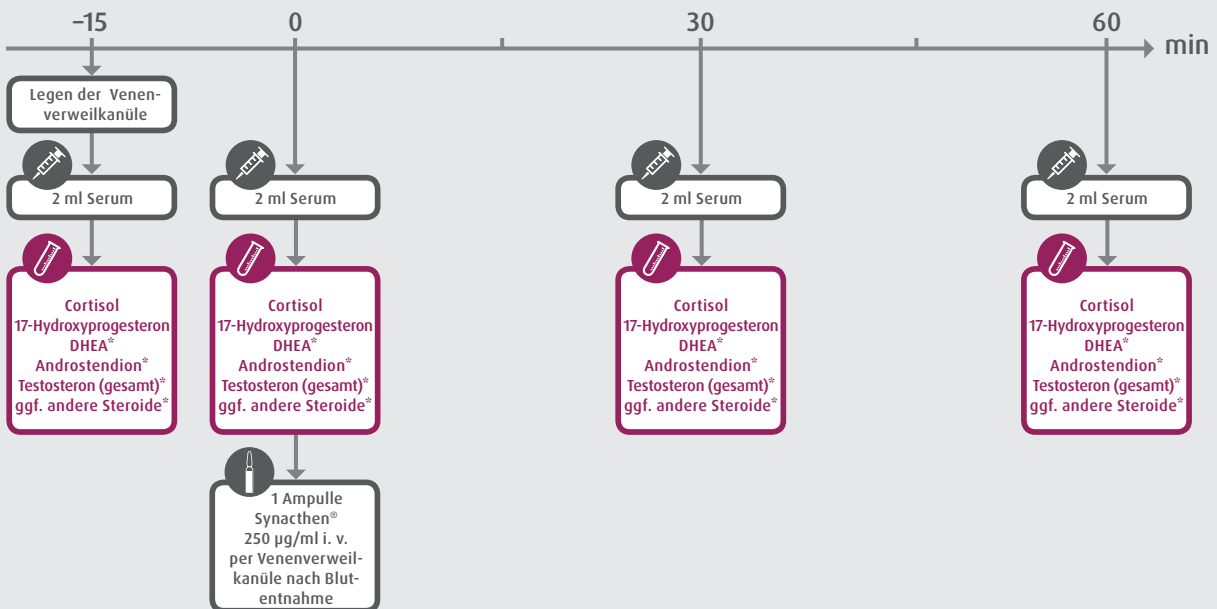 –15
0
30
60
min
Legen der Venen-
verweilkanüle
2 ml Serum
2 ml Serum
2 ml Serum
2 ml Serum
Cortisol
17-Hydroxyprogesteron
DHEA*
Androstendion*
Testosteron (gesamt)*
ggf. andere Steroide*
Cortisol
17-Hydroxyprogesteron
DHEA*
Androstendion*
Testosteron (gesamt)*
ggf. andere Steroide*
Cortisol
17-Hydroxyprogesteron
DHEA*
Androstendion*
Testosteron (gesamt)*
ggf. andere Steroide*
Cortisol
17-Hydroxyprogesteron
DHEA*
Androstendion*
Testosteron (gesamt)*
ggf. andere Steroide*
1 Ampulle
Synacthen®
250 µg/ml i. v.
per Venenverweil-
kanüle nach Blut-
entnahme